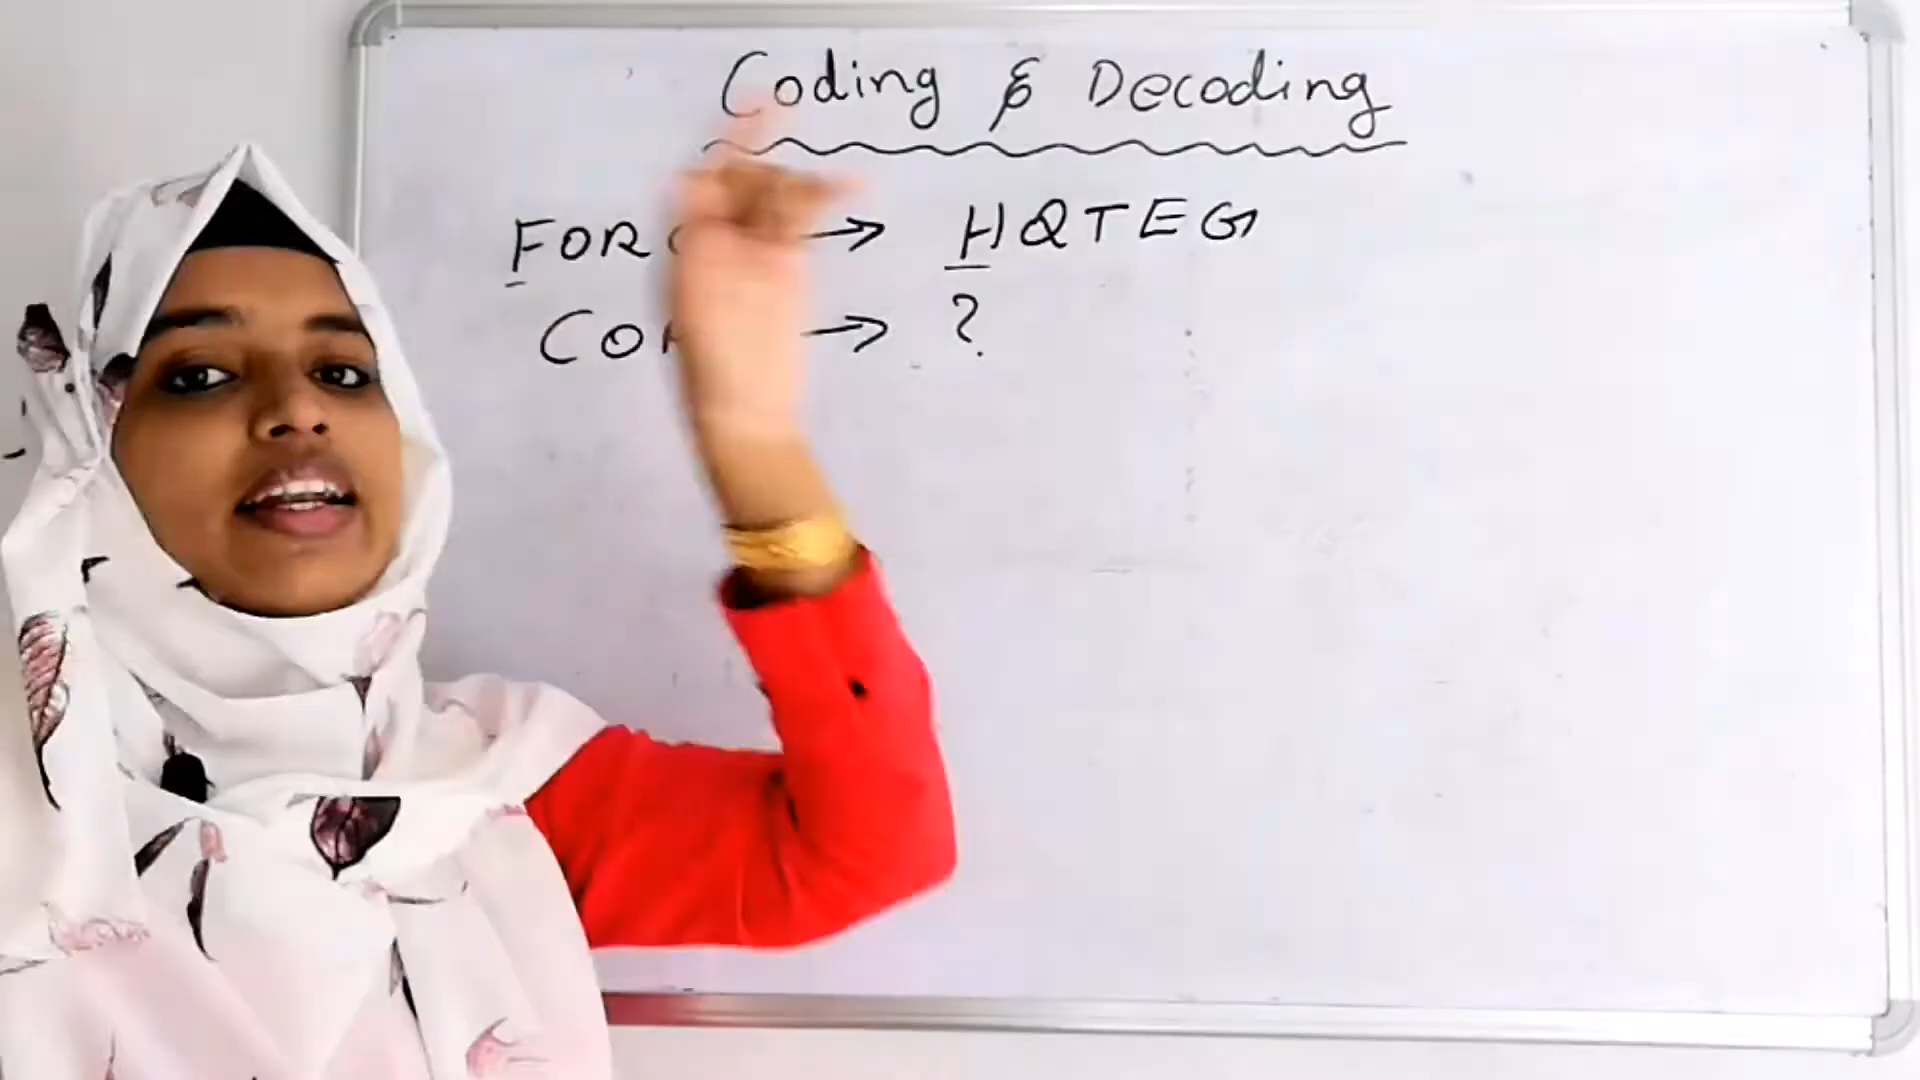 Coding & Decoding
FOR → HQTEG
CO → ?